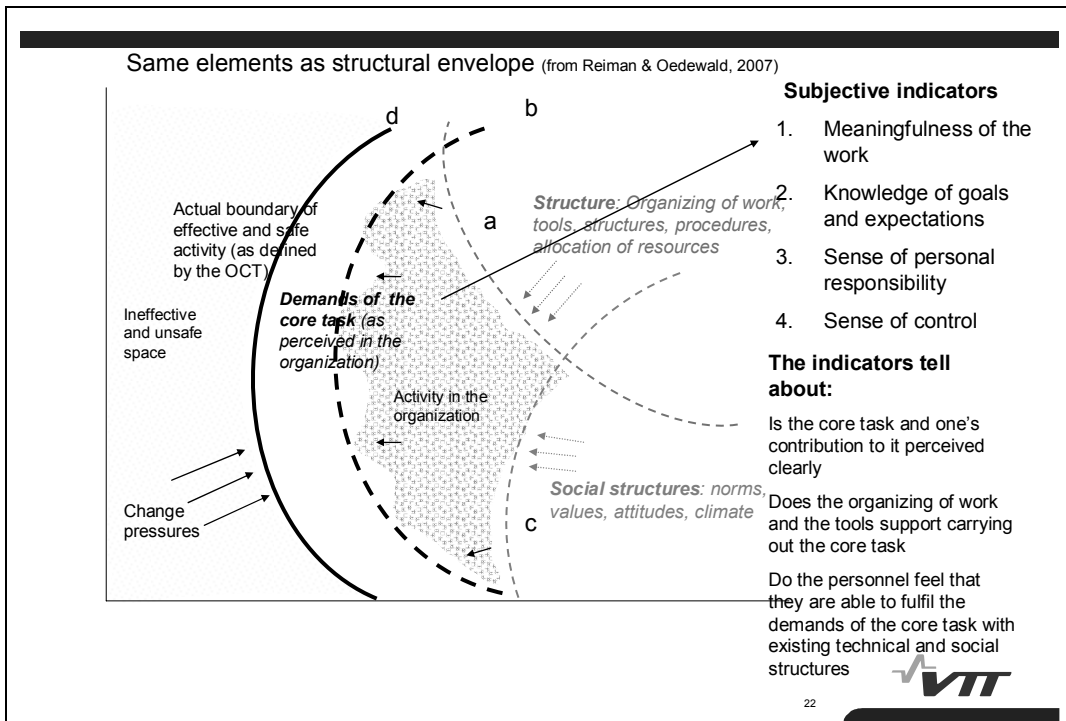 Same elements as structural envelope (from Reiman & Oedewald, 2007)
d
b
a
c
Actual boundary of
effective and safe
activity (as defined
by the OCT)
Ineffective
and unsafe
space
Demands of the
core task (as
perceived in the
organization)
Activity in the
organization
Change
pressures
Structure: Organizing of work,
tools, structures, procedures,
allocation of resources
Social structures: norms,
values, attitudes, climate
Subjective indicators
1. Meaningfulness of the
work
2. Knowledge of goals
and expectations
3. Sense of personal
responsibility
4. Sense of control
The indicators tell
about:
Is the core task and one's
contribution to it perceived
clearly
Does the organizing of work
and the tools support carrying
out the core task
Do the personnel feel that
they are able to fulfil the
demands of the core task with
existing technical and social
structures
VTT
22